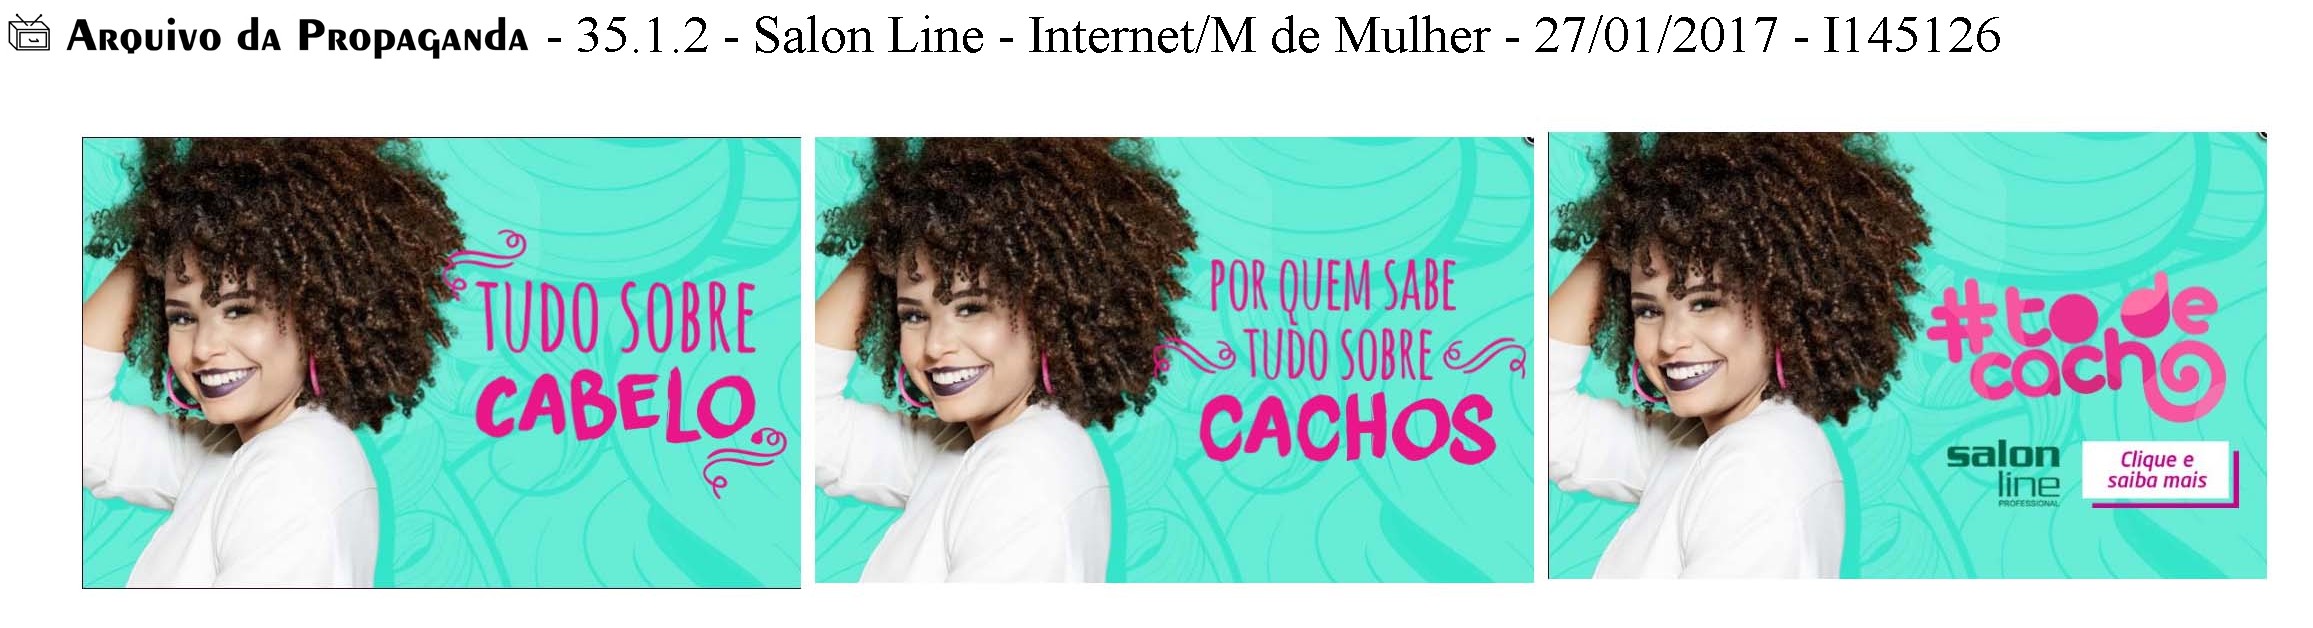 Arquivo da Propaganda - 35.1.2 - Salon Line - Internet/M de Mulher - 27/01/2017 - I145126
TUDO SOBRE
CABELO
POR QUEM SABE
TUDO SOBRE
CACHOS
#to de
cacho
salon
line
PROFESSIONAL
Clique e
saiba mais